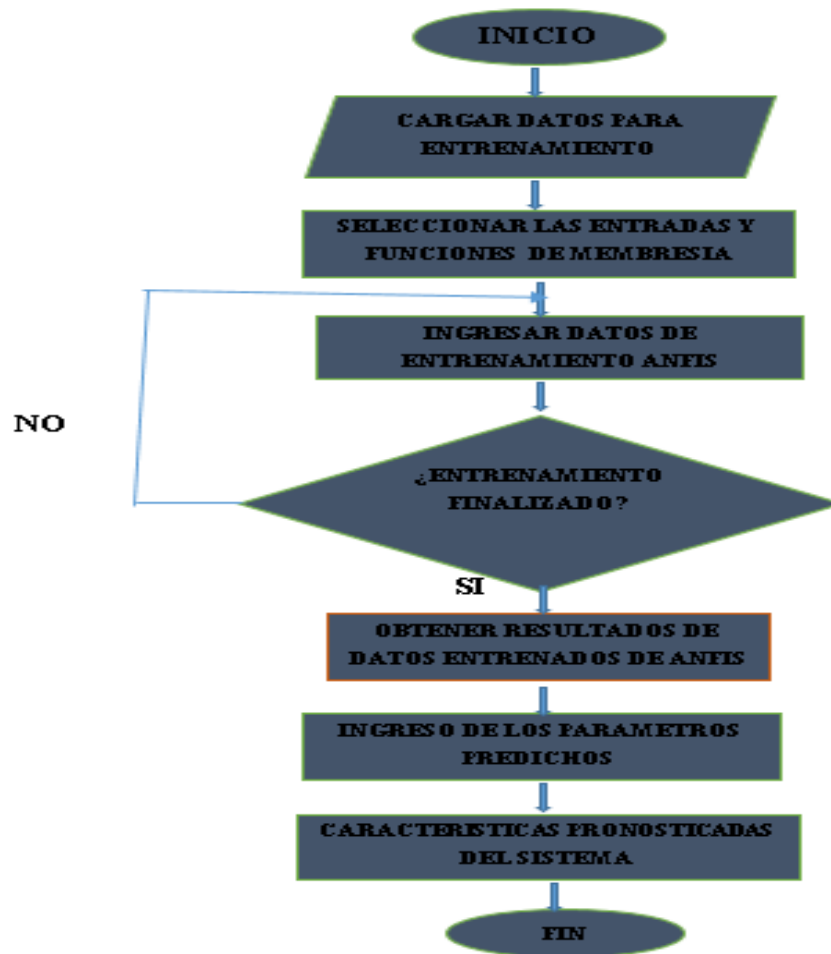 INICIO
CARGAR DATOS PARA
ENTRENAMIENTO
SELECCIONAR LAS ENTRADAS Y
FUNCIONES DE MEMBRESIA
INGRESAR DATOS DE
ENTRENAMIENTO ANFIS
NO
¿ENTRENAMIENTO
FINALIZADO?
SI
OBTENER RESULTADOS DE
DATOS ENTRENADOS DE ANFIS
INGRESO DE LOS PARAMETROS
PREDICHOS
CARACTERISTICAS PRONOSTICADAS
DEL SISTEMA
FIN